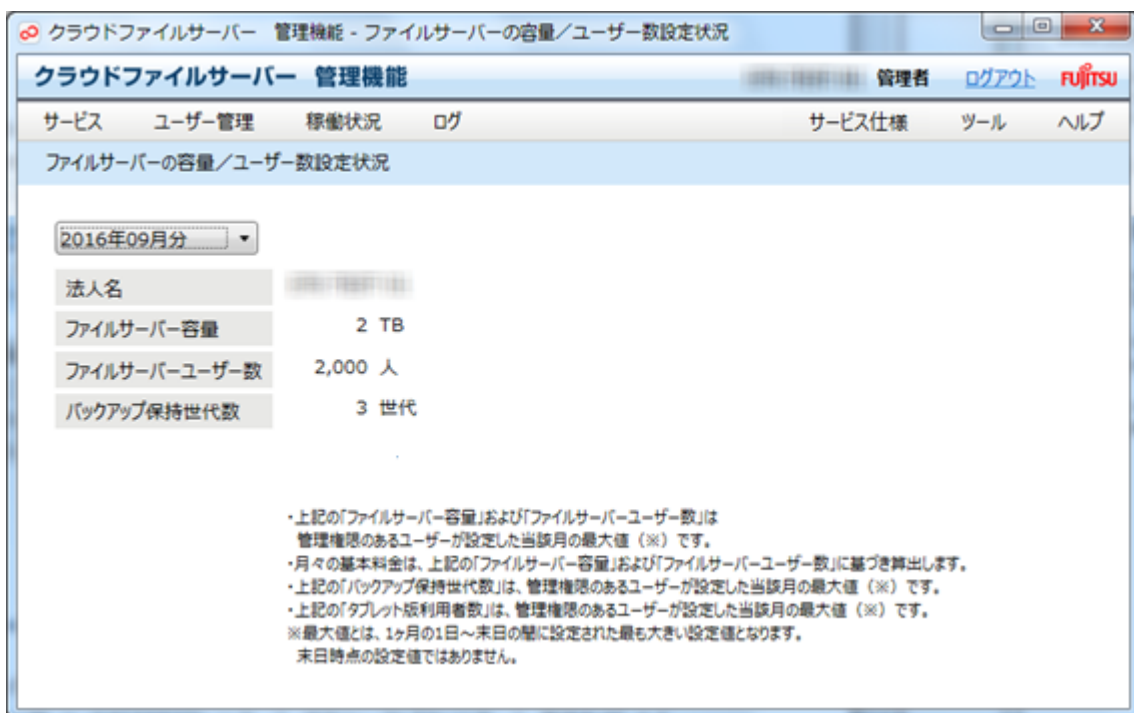 クラウドファイルサーバー 管理機能 - ファイルサーバーの容量／ユーザー数設定状況
クラウドファイルサーバー 管理機能 管理者 ログアウト FUJITSU
サービス ユーザー管理 稼働状況 ログ サービス仕様 ツール ヘルプ
ファイルサーバーの容量／ユーザー数設定状況
2016年09月分
法人名
ファイルサーバー容量 2 TB
ファイルサーバーユーザー数 2,000 人
バックアップ保持世代数 3 世代
・上記の「ファイルサーバー容量」および「ファイルサーバーユーザー数」は
管理権限のあるユーザーが設定した当該月の最大値（※）です。
・月々の基本料金は、上記の「ファイルサーバー容量」および「ファイルサーバーユーザー数」に基づき算出します。
・上記の「バックアップ保持世代数」は、管理権限のあるユーザーが設定した当該月の最大値（※）です。
・上記の「タブレット版利用者数」は、管理権限のあるユーザーが設定した当該月の最大値（※）です。
※最大値とは、1ヶ月の1日～末日の間に設定された最も大きい設定値となります。
末日時点の設定値ではありません。